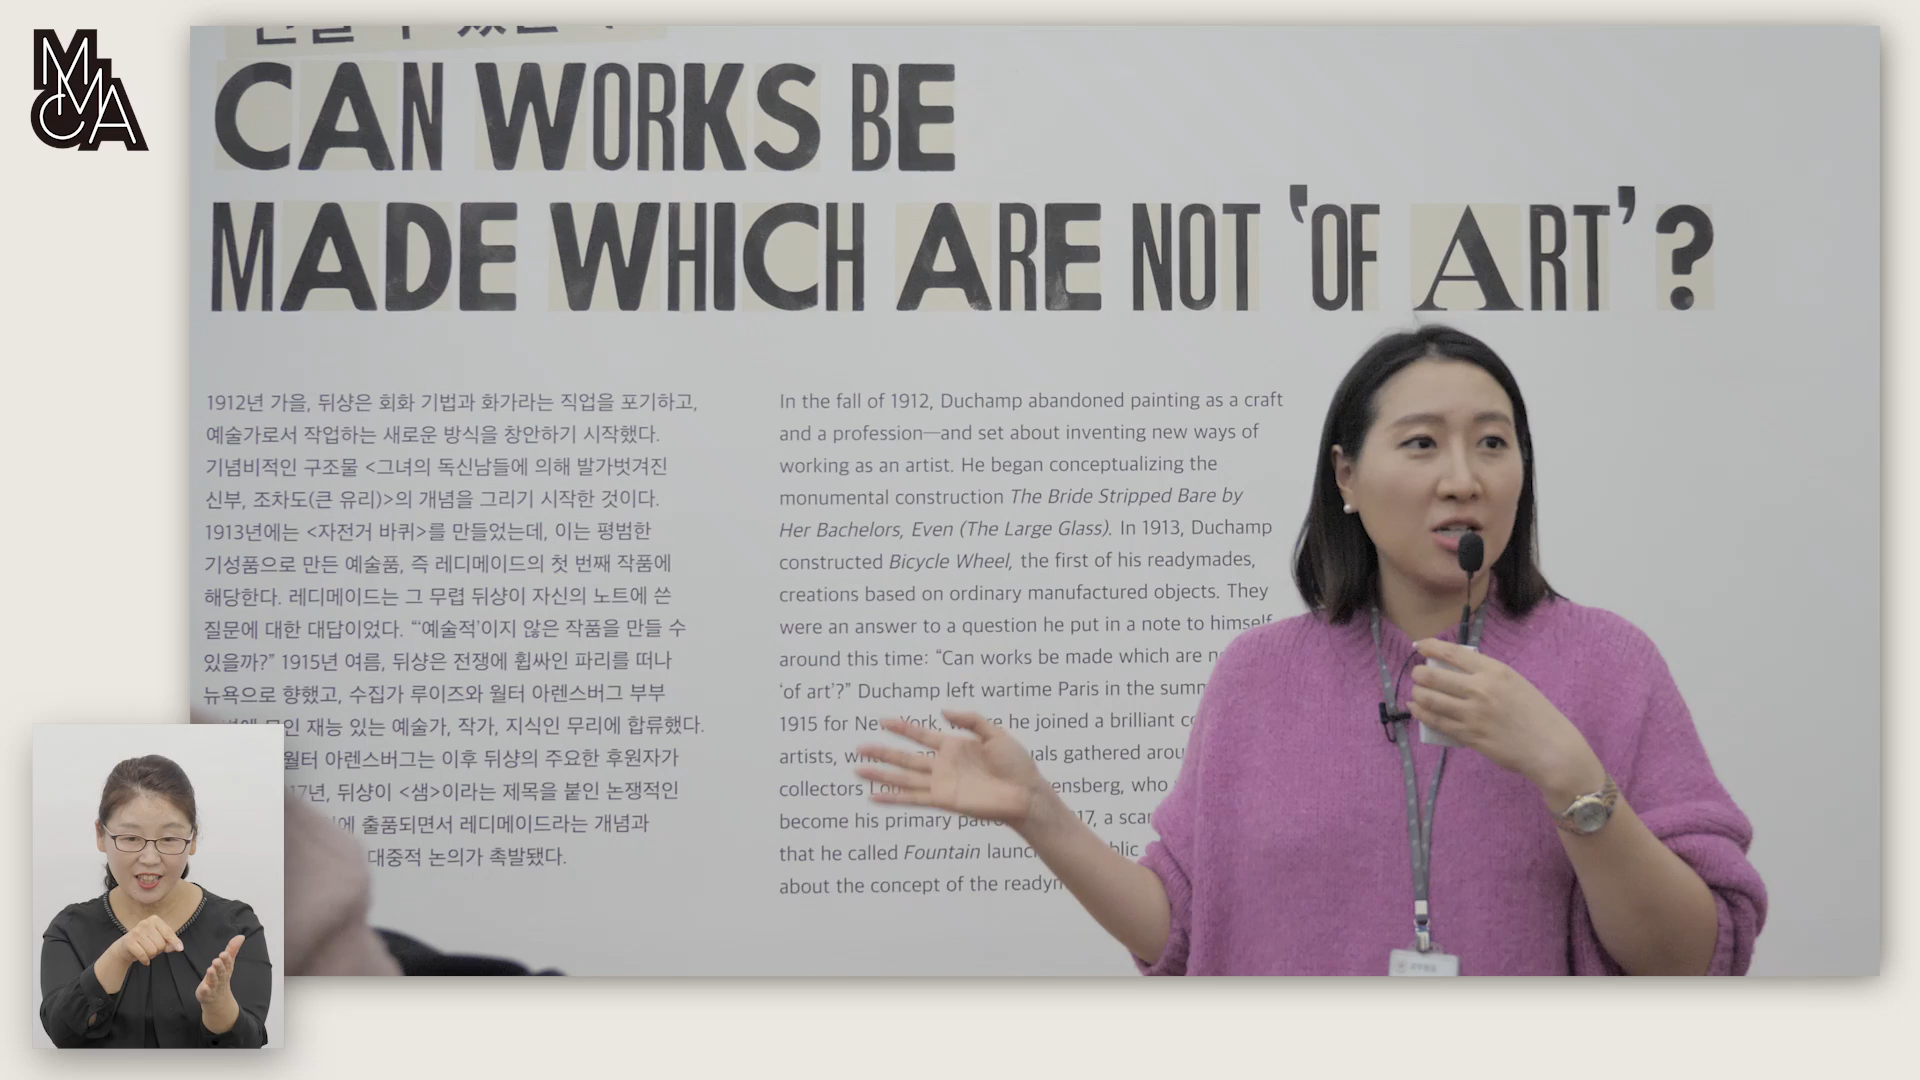 MMCA
CAN WORKS BE
MADE WHICH ARE NOT 'OF ART'?
1912년 가을, 뒤샹은 회화 기법과 화가라는 직업을 포기하고,
예술가로서 작업하는 새로운 방식을 창안하기 시작했다.
기념비적인 구조물 <그녀의 독신남들에 의해 발가벗겨진
신부, 조차도(큰 유리)>의 개념을 그리기 시작한 것이다.
1913년에는 <자전거 바퀴>를 만들었는데, 이는 평범한
기성품으로 만든 예술품, 즉 레디메이드의 첫 번째 작품에
해당한다. 레디메이드는 그 무렵 뒤샹이 자신의 노트에 쓴
질문에 대한 대답이었다. “‘예술적’이지 않은 작품을 만들 수
있을까?” 1915년 여름, 뒤샹은 전쟁에 휩싸인 파리를 떠나
뉴욕으로 향했고, 수집가 루이즈와 월터 아렌스버그 부부
재능 있는 예술가, 작가, 지식인 무리에 합류했다.
월터 아렌스버그는 이후 뒤샹의 주요한 후원자가
17년, 뒤샹이 <샘>이라는 제목을 붙인 논쟁적인
에 출품되면서 레디메이드라는 개념과
대중적 논의가 촉발됐다.
In the fall of 1912, Duchamp abandoned painting as a craft
and a profession—and set about inventing new ways of
working as an artist. He began conceptualizing the
monumental construction The Bride Stripped Bare by
Her Bachelors, Even (The Large Glass). In 1913, Duchamp
constructed Bicycle Wheel, the first of his readymades,
creations based on ordinary manufactured objects. They
were an answer to a question he put in a note to himself
around this time: “Can works be made which are
‘of art’?” Duchamp left wartime Paris in the
1915 for New York, he joined a brilliant
artists, gathered
collectors who
become his primary 17, a
that he called Fountain
about the concept of the